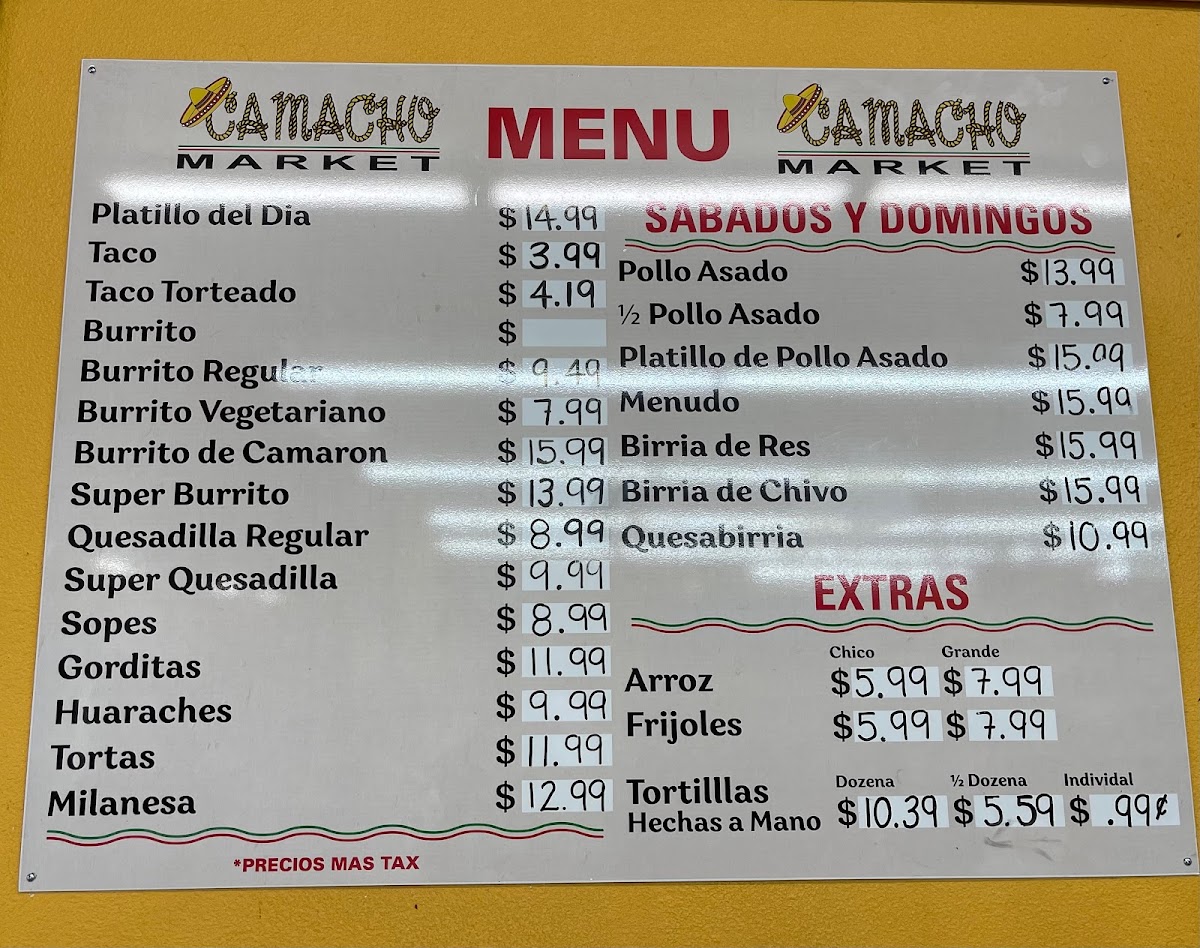 CAMACHO
MARKET
MENU
CAMACHO
MARKET
Platillo del Dia $14.99
Taco $3.99
Taco Torteado $4.19
Burrito $
Burrito Regular $9.49
Burrito Vegetariano $7.99
Burrito de Camaron $15.99
Super Burrito $13.99
Quesadilla Regular $8.99
Super Quesadilla $9.99
Sopes $8.99
Gorditas $11.99
Huaraches $9.99
Tortas $11.99
Milanesa $12.99
*PRECIOS MAS TAX
SABADOS Y DOMINGOS
Pollo Asado $13.99
½ Pollo Asado $7.99
Platillo de Pollo Asado $15.99
Menudo $15.99
Birria de Res $15.99
Birria de Chivo $15.99
Quesabirria $10.99
EXTRAS
Chico Grande
Arroz $5.99 $7.99
Frijoles $5.99 $7.99
Dozena ½ Dozena Individal
Tortilllas
Hechas a Mano $10.39 $5.59 $.99¢